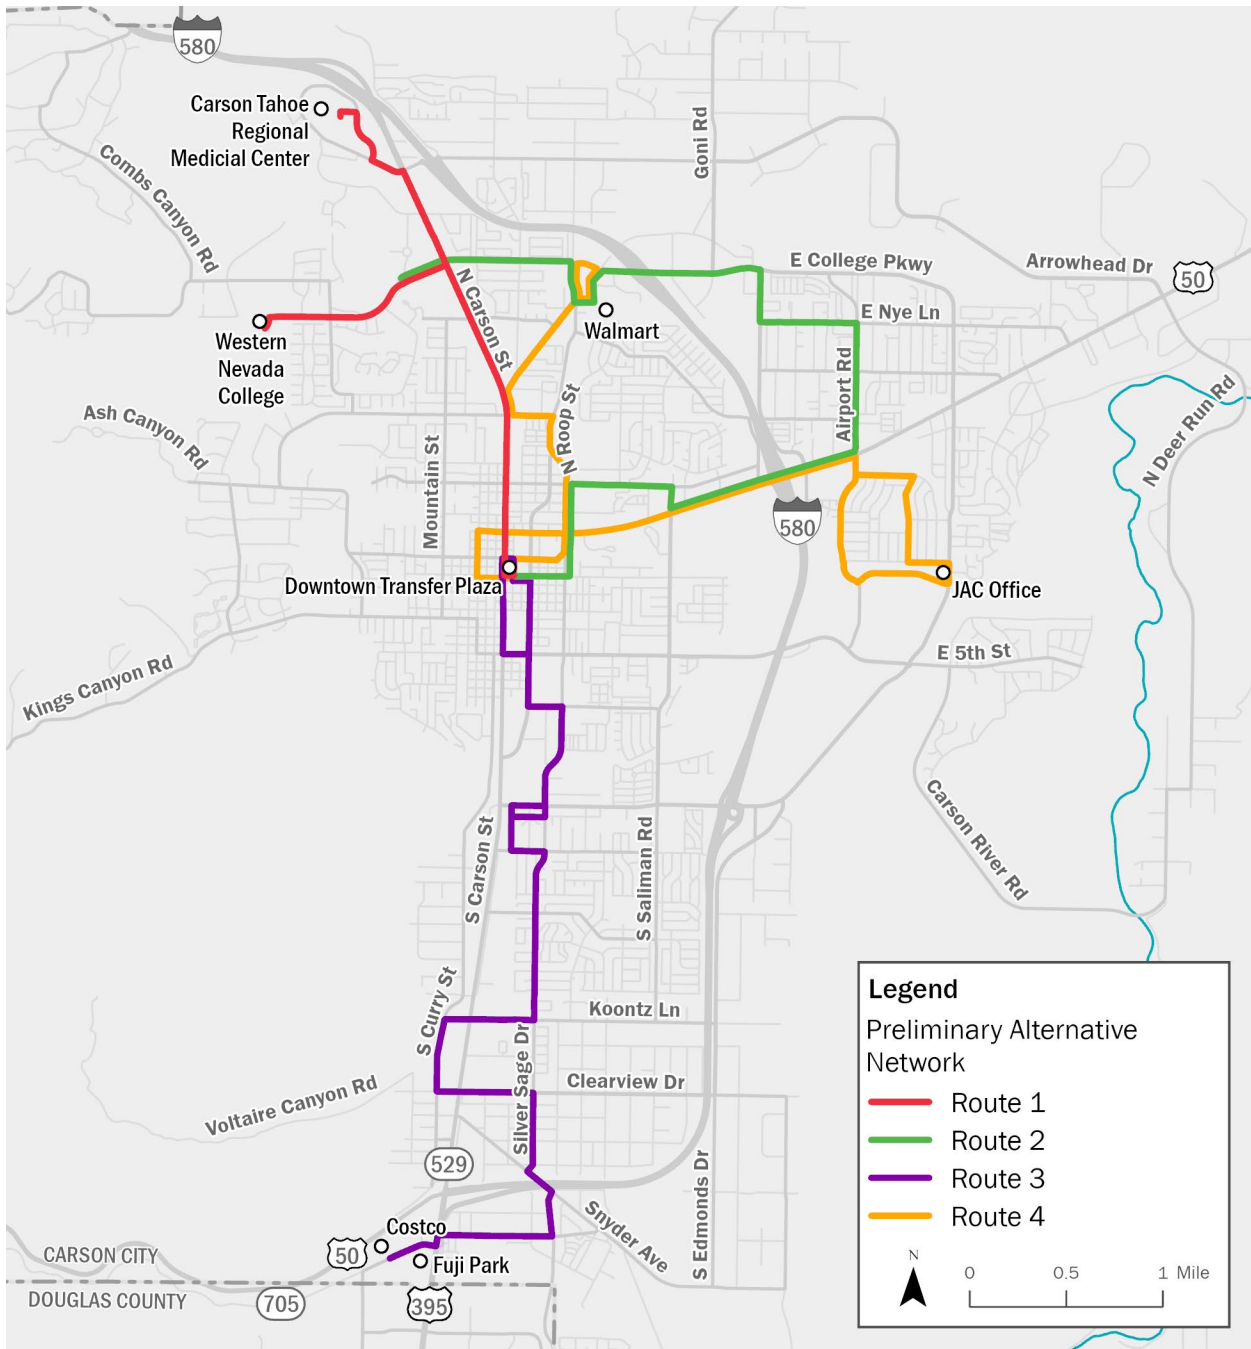 580
Carson Tahoe
Regional
Medicial Center
Goni Rd
Combs Canyon Rd
E College Pkwy
Arrowhead Dr
50
N Carson St
E Nye Ln
Walmart
Western
Nevada
College
Airport Rd
N Deer Run Rd
Ash Canyon Rd
N Roop St
Mountain St
580
Downtown Transfer Plaza
JAC Office
E 5th St
Kings Canyon Rd
Carson River Rd
S Carson St
S Saliman Rd
S Curry St
Koontz Ln
Silver Sage Dr
Clearview Dr
Voltaire Canyon Rd
529
S Edmonds Dr
Snyder Ave
Costco
50
Fuji Park
CARSON CITY
DOUGLAS COUNTY
705
395
Legend
Preliminary Alternative
Network
Route 1
Route 2
Route 3
Route 4
N
0 0.5 1 Mile